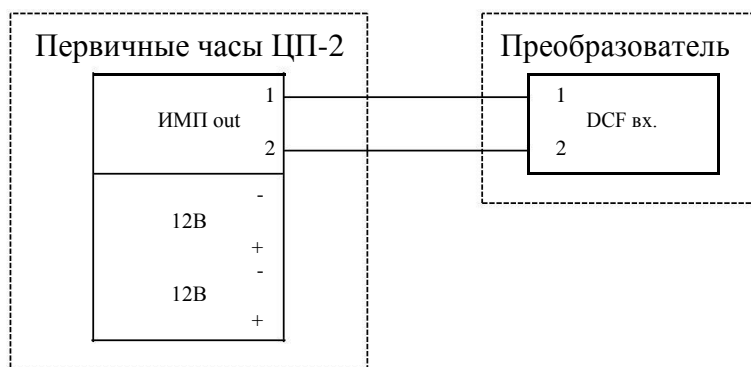 Первичные часы ЦП-2
Преобразователь
1
ИМП out
2
1
DCF вх.
2
-
12В
+
-
12В
+